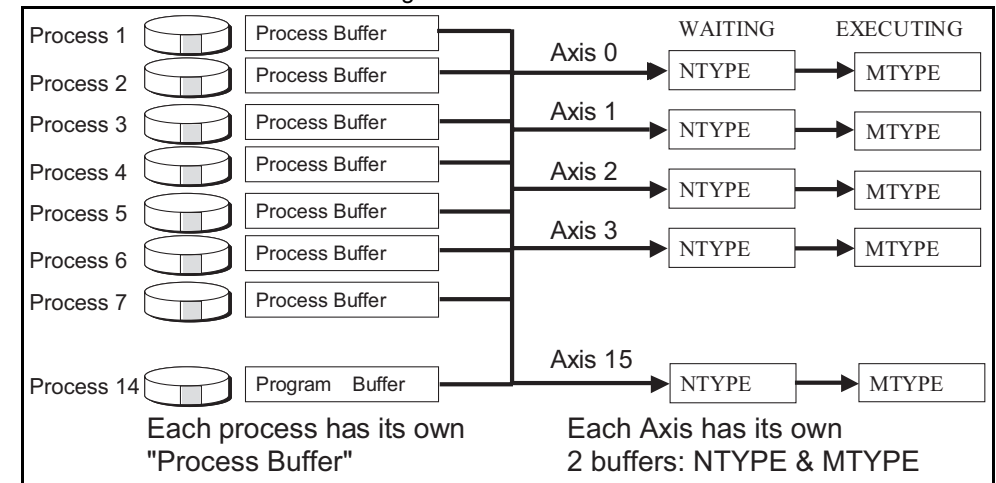 WAITING EXECUTING
Process 1 Process Buffer
Axis 0 NTYPE MTYPE
Process 2 Process Buffer
Axis 1 NTYPE MTYPE
Process 3 Process Buffer
Process 4 Process Buffer
Axis 2 NTYPE MTYPE
Process 5 Process Buffer
Axis 3 NTYPE MTYPE
Process 6 Process Buffer
Process 7 Process Buffer
Axis 15 NTYPE MTYPE
Process 14 Program Buffer
Each process has its own
"Process Buffer"
Each Axis has its own
2 buffers: NTYPE & MTYPE